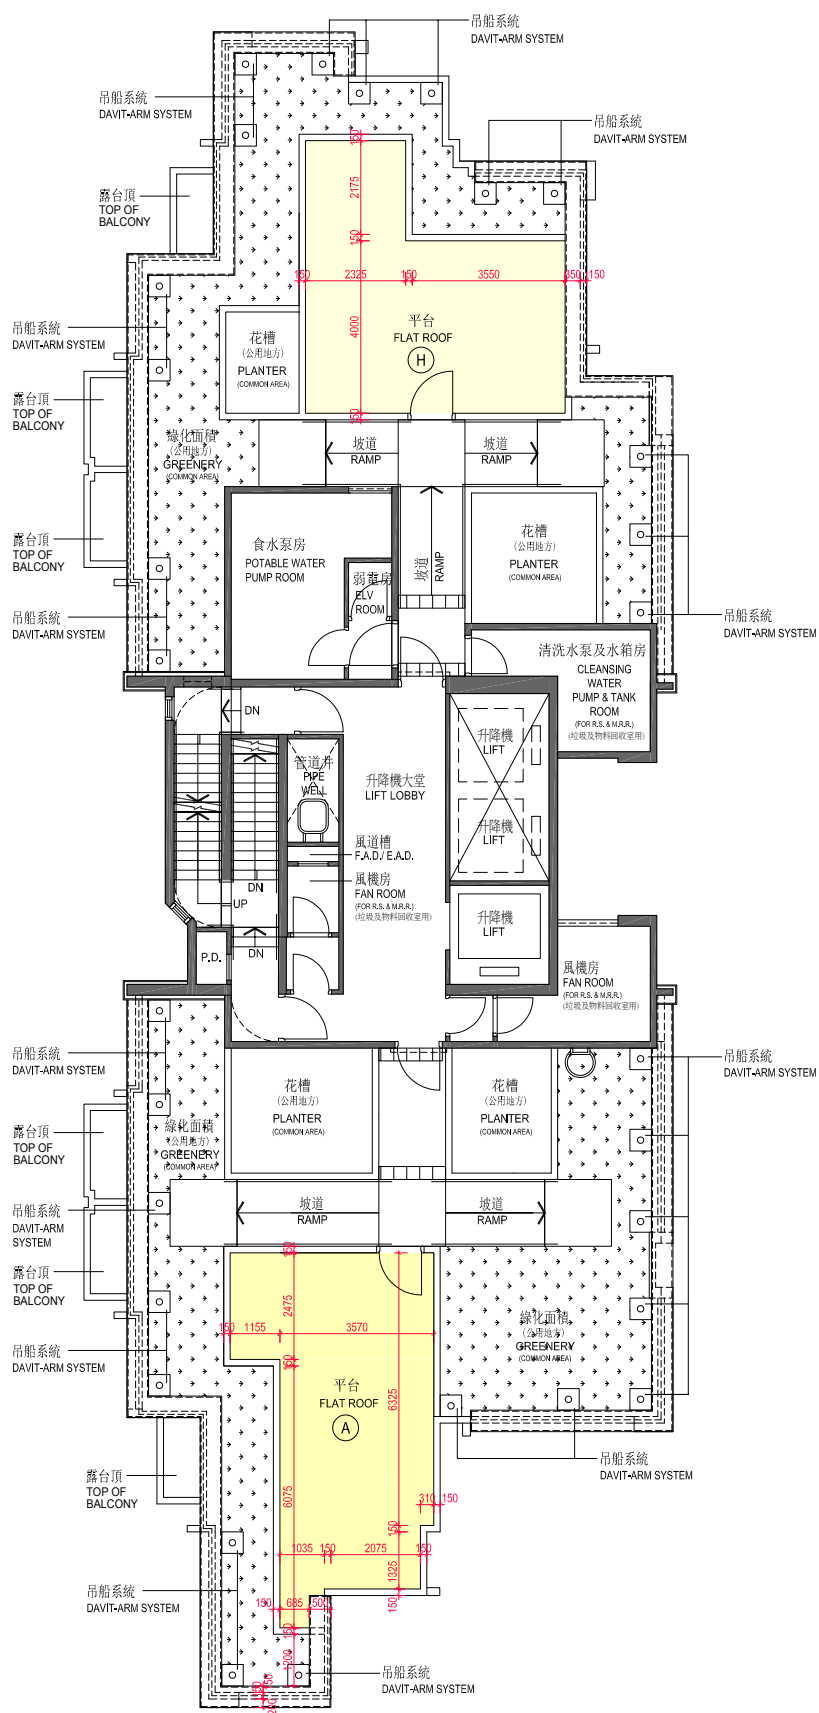 吊船系統
DAVIT-ARM SYSTEM
吊船系統
DAVIT-ARM SYSTEM
吊船系統
DAVIT-ARM SYSTEM
露台頂
TOP OF
BALCONY
150
2175
150
150
2325
150
3550
350
150
4000
150
平台
FLAT ROOF
H
吊船系統
DAVIT-ARM SYSTEM
花槽
(公用地方)
PLANTER
(COMMON AREA)
露台頂
TOP OF
BALCONY
綠化面積
(公用地方)
GREENERY
(COMMON AREA)
坡道
RAMP
坡道
RAMP
露台頂
TOP OF
BALCONY
食水泵房
POTABLE WATER
PUMP ROOM
坡道
RAMP
花槽
(公用地方)
PLANTER
(COMMON AREA)
弱電房
ELV
ROOM
吊船系統
DAVIT-ARM SYSTEM
吊船系統
DAVIT-ARM SYSTEM
清洗水泵及水箱房
CLEANSING
WATER
PUMP & TANK
ROOM
(FOR R.S. & M.R.R.)
(垃圾及物料回收室用)
DN
升降機
LIFT
管道井
PIPE
WELL
升降機大堂
LIFT LOBBY
升降機
LIFT
風道槽
F.A.D./ E.A.D.
風機房
FAN ROOM
(FOR R.S. & M.R.R.)
(垃圾及物料回收室用)
DN
UP
升降機
LIFT
DN
P.D.
風機房
FAN ROOM
(FOR R.S. & M.R.R.)
(垃圾及物料回收室用)
吊船系統
DAVIT-ARM SYSTEM
吊船系統
DAVIT-ARM SYSTEM
花槽
(公用地方)
PLANTER
(COMMON AREA)
花槽
(公用地方)
PLANTER
(COMMON AREA)
露台頂
TOP OF
BALCONY
綠化面積
(公用地方)
GREENERY
(COMMON AREA)
吊船系統
DAVIT-ARM
SYSTEM
坡道
RAMP
坡道
RAMP
露台頂
TOP OF
BALCONY
150
2475
150
1155
3570
150
吊船系統
DAVIT-ARM SYSTEM
綠化面積
(公用地方)
GREENERY
(COMMON AREA)
平台
FLAT ROOF
A
6325
露台頂
TOP OF
BALCONY
吊船系統
DAVIT-ARM SYSTEM
6075
310
150
150
1035
150
2075
150
1325
150
吊船系統
DAVIT-ARM SYSTEM
150
685
500
150
1200
吊船系統
DAVIT-ARM SYSTEM